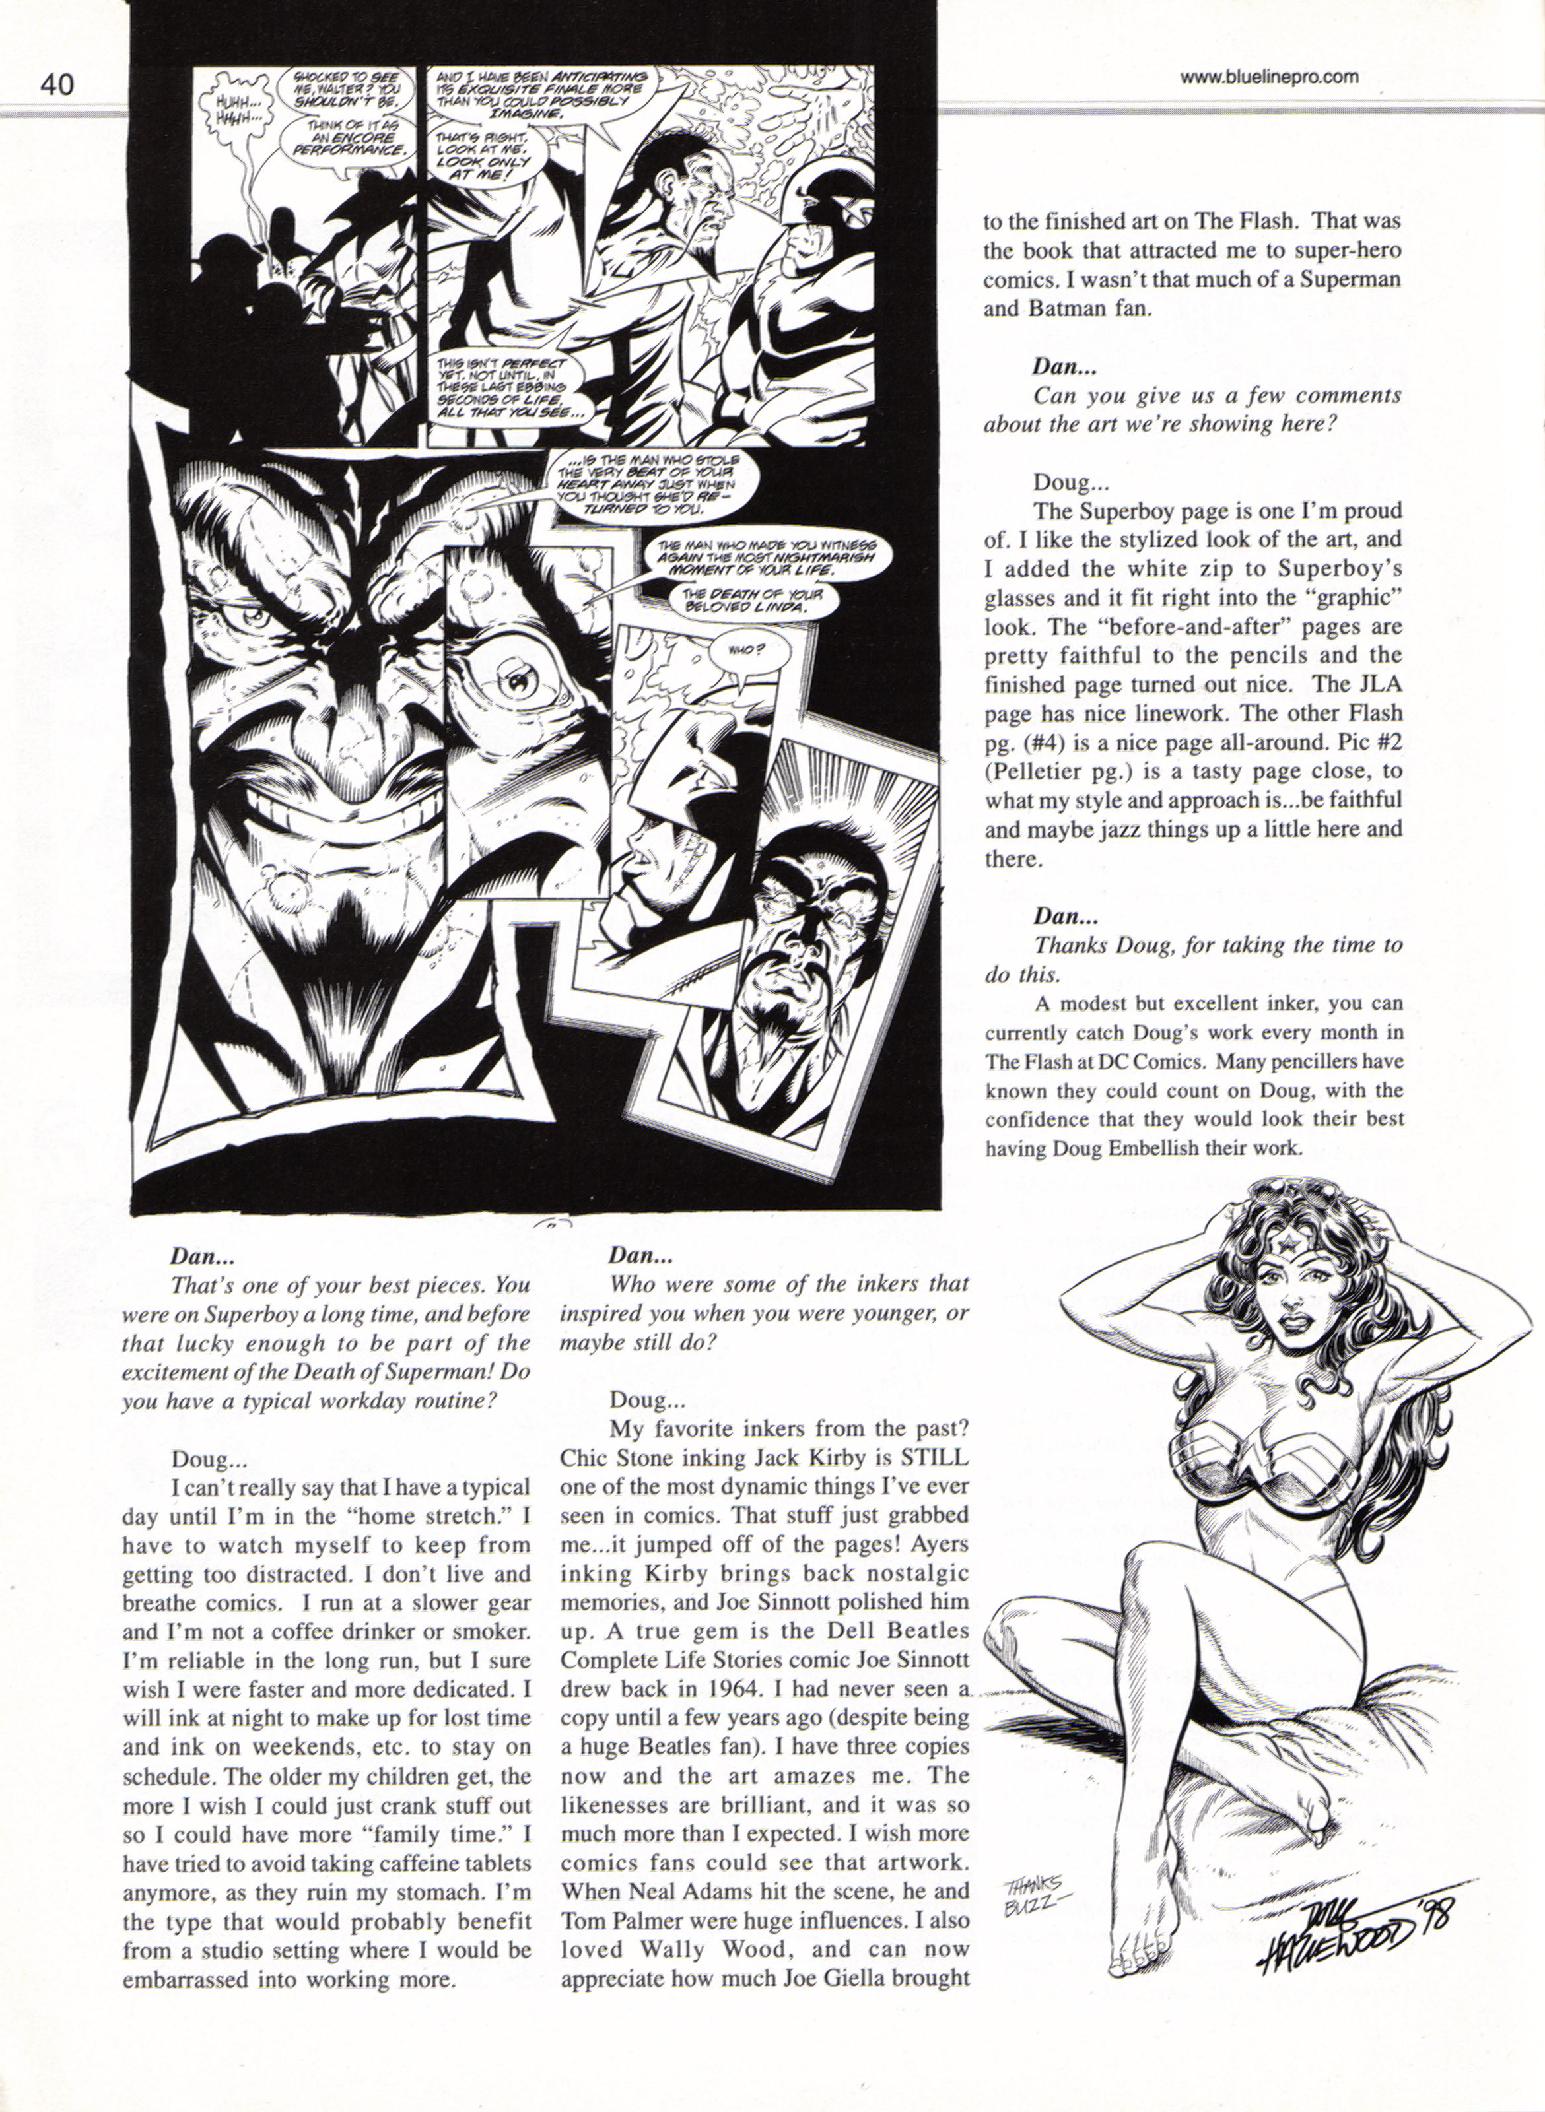 40
www.bluelinepro.com
HUHH...
HHUH...
SHOCKED TO SEE
ME, WALTER? YOU
SHOULDN'T BE.
THINK OF IT AS
AN ENCORE
PERFORMANCE.
AND I HAVE BEEN ANTICIPATING
ITS EXQUISITE FINALE MORE
THAN YOU COULD POSSIBLY
IMAGINE.
THAT'S RIGHT.
LOOK AT ME.
LOOK ONLY
AT ME!
THIS ISN'T PERFECT
YET. NOT UNTIL, IN
THESE LAST EBBING
SECONDS OF LIFE,
ALL THAT YOU SEE...
...IS THE MAN WHO STOLE
THE VERY BEAT OF YOUR
HEART AWAY JUST WHEN
YOU THOUGHT SHE'D RE-
TURNED TO YOU.
THE MAN WHO MADE YOU WITNESS
AGAIN THE MOST NIGHTMARISH
MOMENT OF YOUR LIFE.
THE DEATH OF YOUR
BELOVED LINDA.
WHO?
Dan...
That's one of your best pieces. You
were on Superboy a long time, and before
that lucky enough to be part of the
excitement of the Death of Superman! Do
you have a typical workday routine?
Doug...
I can't really say that I have a typical
day until I'm in the “home stretch.” I
have to watch myself to keep from
getting too distracted. I don't live and
breathe comics. I run at a slower gear
and I'm not a coffee drinker or smoker.
I'm reliable in the long run, but I sure
wish I were faster and more dedicated. I
will ink at night to make up for lost time
and ink on weekends, etc. to stay on
schedule. The older my children get, the
more I wish I could just crank stuff out
so I could have more “family time.” I
have tried to avoid taking caffeine tablets
anymore, as they ruin my stomach. I'm
the type that would probably benefit
from a studio setting where I would be
embarrassed into working more.
Dan...
Who were some of the inkers that
inspired you when you were younger, or
maybe still do?
Doug...
My favorite inkers from the past?
Chic Stone inking Jack Kirby is STILL
one of the most dynamic things I've ever
seen in comics. That stuff just grabbed
me...it jumped off of the pages! Ayers
inking Kirby brings back nostalgic
memories, and Joe Sinnott polished him
up. A true gem is the Dell Beatles
Complete Life Stories comic Joe Sinnott
drew back in 1964. I had never seen a
copy until a few years ago (despite being
a huge Beatles fan). I have three copies
now and the art amazes me. The
likenesses are brilliant, and it was so
much more than I expected. I wish more
comics fans could see that artwork.
When Neal Adams hit the scene, he and
Tom Palmer were huge influences. I also
loved Wally Wood, and can now
appreciate how much Joe Giella brought
to the finished art on The Flash. That was
the book that attracted me to super-hero
comics. I wasn't that much of a Superman
and Batman fan.
Dan...
Can you give us a few comments
about the art we're showing here?
Doug...
The Superboy page is one I'm proud
of. I like the stylized look of the art, and
I added the white zip to Superboy's
glasses and it fit right into the “graphic”
look. The “before-and-after” pages are
pretty faithful to the pencils and the
finished page turned out nice. The JLA
page has nice linework. The other Flash
pg. (#4) is a nice page all-around. Pic #2
(Pelletier pg.) is a tasty page close, to
what my style and approach is...be faithful
and maybe jazz things up a little here and
there.
Dan...
Thanks Doug, for taking the time to
do this.
A modest but excellent inker, you can
currently catch Doug's work every month in
The Flash at DC Comics. Many pencillers have
known they could count on Doug, with the
confidence that they would look their best
having Doug Embellish their work.
THANKS
BUZZ—
DOUG
HAZLEWOOD '98